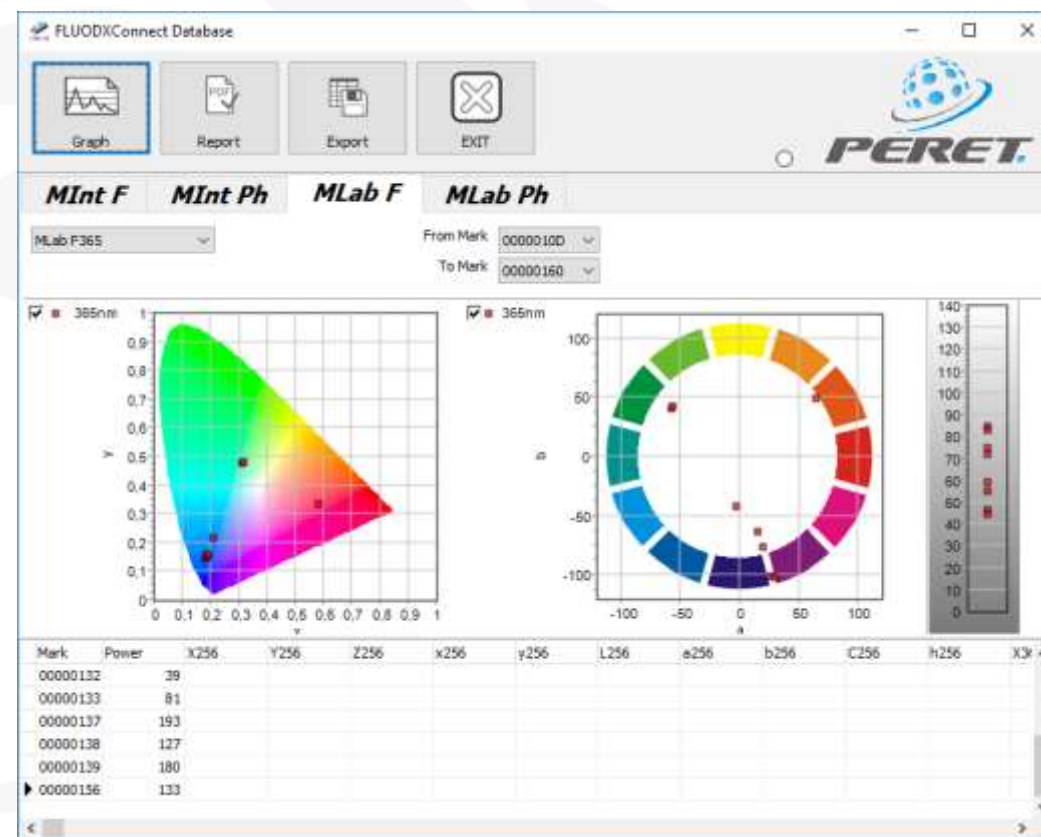 FLUODXConnect Database
Graph
Report
Export
EXIT
PERET.
MInt F
MInt Ph
MLab F
MLab Ph
MLab F365
From Mark 0000010D
To Mark 00000160
365nm
1
0.9
0.8
0.7
0.6
0.5
0.4
0.3
0.2
0.1
0
y
0 0.1 0.2 0.3 0.4 0.5 0.6 0.7 0.8 0.9 1
365nm
100
50
0
-50
-100
b
-100 -50 0 50 100
a
140
130
120
110
100
90
80
70
60
50
40
30
20
10
0
Mark Power X256 Y256 Z256 x256 y256 L256 a256 b256 C256 h256
00000132 39
00000133 81
00000137 193
00000138 127
00000139 180
00000156 133